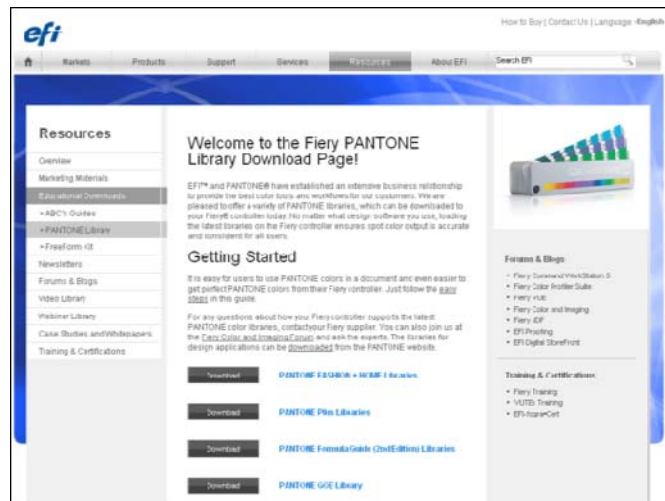 efi
How to Buy | Contact Us | Language - English
Markets Products Support Services Resources About EFI Search EFI
Resources
Overview
Marketing Materials
Educational Downloads
ABC's Guides
PANTONE Library
FreeForm Kit
Newsletters
Forums & Blogs
Video Library
Webinar Library
Case Studies and Whitepapers
Training & Certifications
Welcome to the Fiery PANTONE
Library Download Page!
EFI™ and PANTONE® have established an extensive business relationship
to provide the best color tools and workflows for our customers. We are
pleased to offer a variety of PANTONE libraries, which can be downloaded to
your Fiery® controller today. No matter what design software you use, loading
the latest libraries on the Fiery controller ensures spot color output is accurate
and consistent for all users.
Getting Started
It is easy for users to use PANTONE colors in a document and even easier to
get perfect PANTONE colors from their Fiery controller. Just follow the easy
steps in this guide.
For any questions about how your Fiery controller supports the latest
PANTONE color libraries, contact your Fiery supplier. You can also join us at
the Fiery Color and Imaging Forum and ask the experts. The libraries for
design applications can be downloaded from the PANTONE website.
Download PANTONE FASHION + HOME Libraries
Download PANTONE Plus Libraries
Download PANTONE Formula Guide (2nd Edition) Libraries
Download PANTONE GOE Library
Forums & Blogs
Fiery Command WorkStation 5
Fiery Color Profiler Suite
Fiery VUE
Fiery Color and Imaging
Fiery JDF
EFI Proofing
EFI Digital StoreFront
Training & Certifications
Fiery Training
VUTEk Training